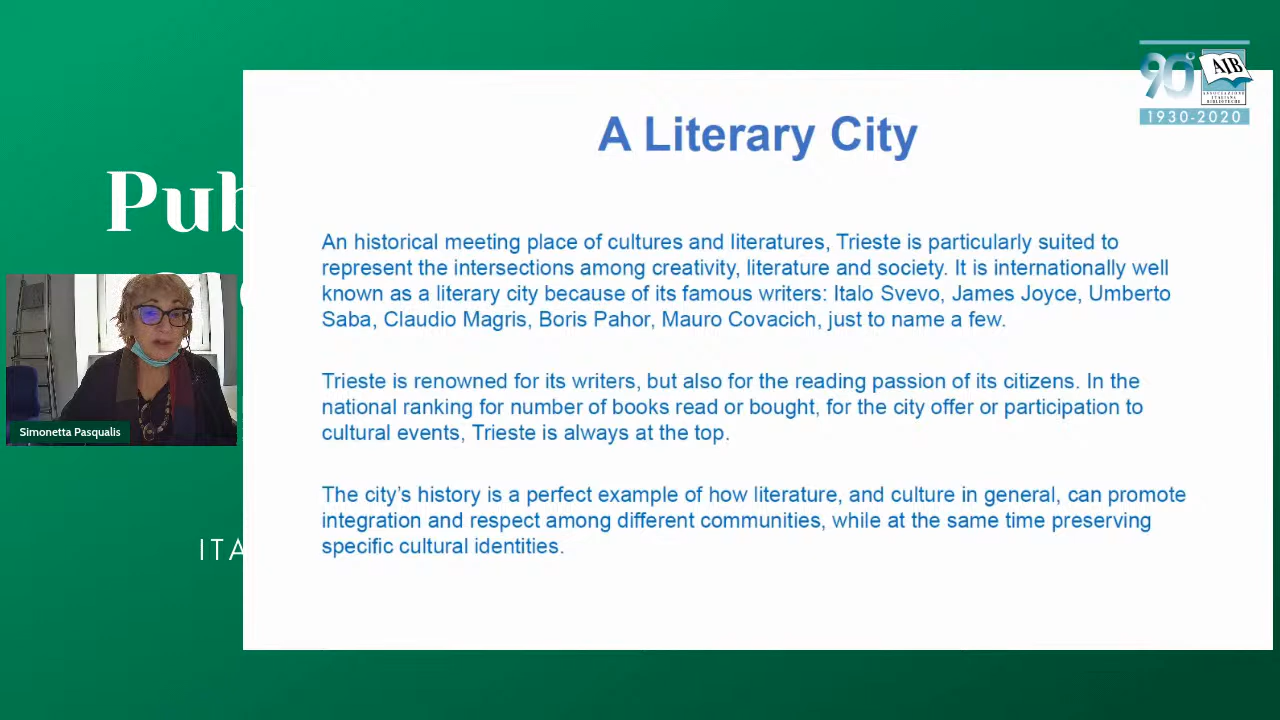 90°
AIB
ASSOCIAZIONE
ITALIANA
BIBLIOTECHE
1930-2020
A Literary City
Pub
An historical meeting place of cultures and literatures, Trieste is particularly suited to
represent the intersections among creativity, literature and society. It is internationally well
known as a literary city because of its famous writers: Italo Svevo, James Joyce, Umberto
Saba, Claudio Magris, Boris Pahor, Mauro Covacich, just to name a few.
Trieste is renowned for its writers, but also for the reading passion of its citizens. In the
national ranking for number of books read or bought, for the city offer or participation to
cultural events, Trieste is always at the top.
Simonetta Pasqualis
The city's history is a perfect example of how literature, and culture in general, can promote
integration and respect among different communities, while at the same time preserving
specific cultural identities.
ITA